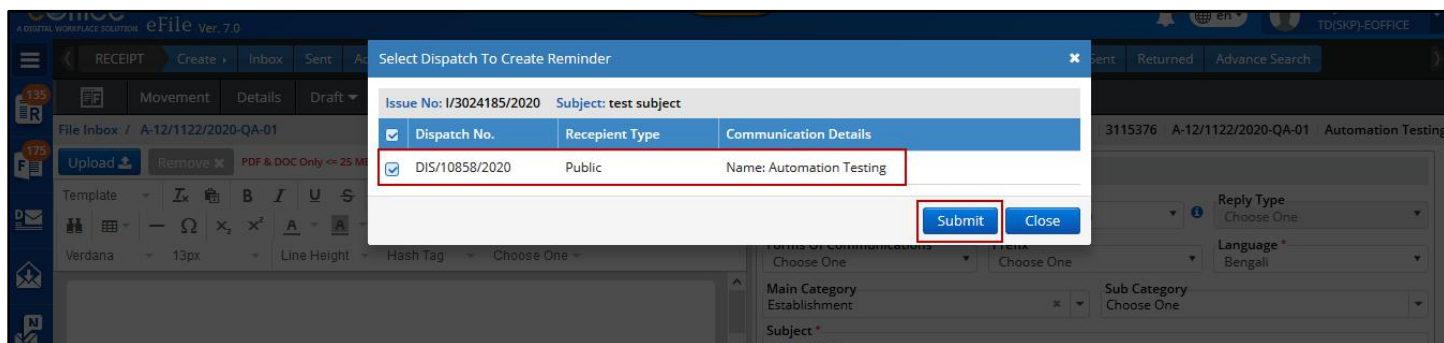 A DIGITAL WORKPLACE SOLUTION eFile Ver. 7.0
en
TD(SKP)-EOFFICE
RECEIPT Create Inbox Sent
Sent Returned Advance Search
Select Dispatch To Create Reminder
135
R
Movement Details Draft
Issue No: I/3024185/2020 Subject: test subject
File Inbox / A-12/1122/2020-QA-01
3115376 A-12/1122/2020-QA-01 Automation Testing
Dispatch No. Recepient Type Communication Details
175
F
Upload Remove PDF & DOC Only <= 25
DIS/10858/2020 Public Name: Automation Testing
Template B I U S
Reply Type
Choose One
Submit Close
Ω x₂ x² A A
D
Verdana 13px Line Height Hash Tag Choose One
Forms Of Communications Prefix Language *
Choose One Choose One Bengali
Main Category Sub Category
Establishment Choose One
N
Subject *